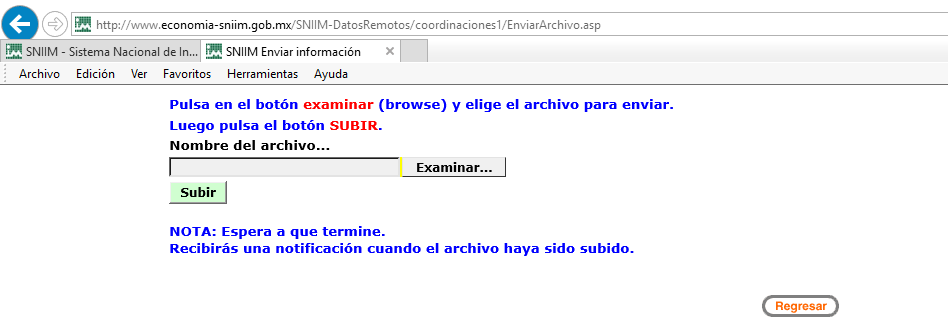 http://www.economia-sniim.gob.mx/SNIIM-DatosRemotos/coordinaciones1/EnviarArchivo.asp
SNIIM - Sistema Nacional de In... SNIIM Enviar información
Archivo Edición Ver Favoritos Herramientas Ayuda
Pulsa en el botón examinar (browse) y elige el archivo para enviar.
Luego pulsa el botón SUBIR.
Nombre del archivo...
Examinar...
Subir
NOTA: Espera a que termine.
Recibirás una notificación cuando el archivo haya sido subido.
Regresar